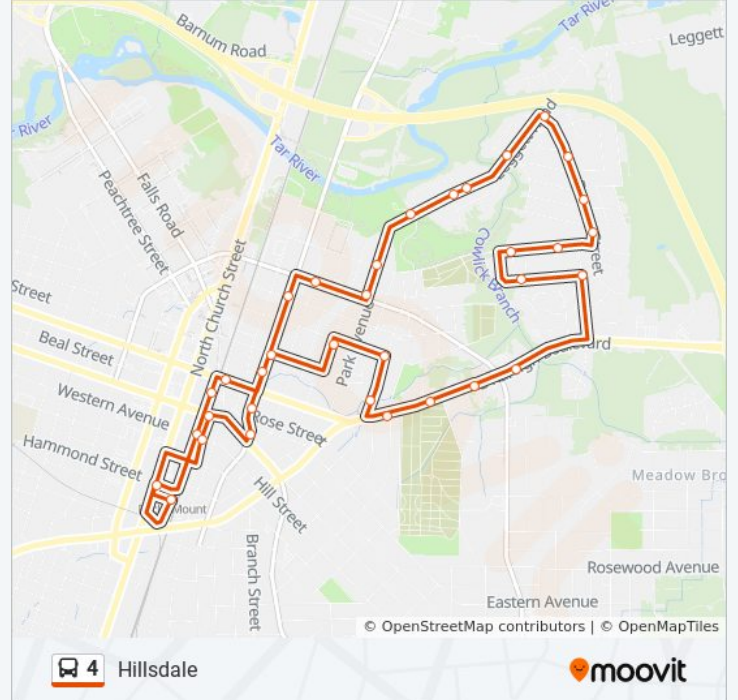 Barnum Road
Tar River
Leggett
River
Tar River
Falls Road
Peachtree Street
Cowlick Branch
Street
North Church Street
Street
Beal Street
Park
venue
Western Avenue
Rose Street
Hammond Street
Hill Street
Mount
Meadow Bro
Branch Street
Rosewood Avenue
Eastern Avenue
© OpenStreetMap contributors | © OpenMapTiles
4 Hillsdale
moovit